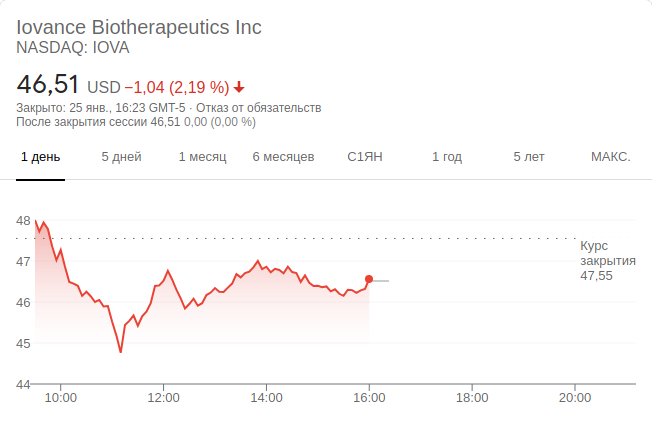 Iovance Biotherapeutics Inc
NASDAQ: IOVA
46,51 USD −1,04 (2,19 %)
Закрыто: 25 янв., 16:23 GMT-5 · Отказ от обязательств
После закрытия сессии 46,51 0,00 (0,00 %)
1 день 5 дней 1 месяц 6 месяцев С1ЯН 1 год 5 лет МАКС.
48
47
46
45
44
Курс
закрытия
47,55
10:00 12:00 14:00 16:00 18:00 20:00